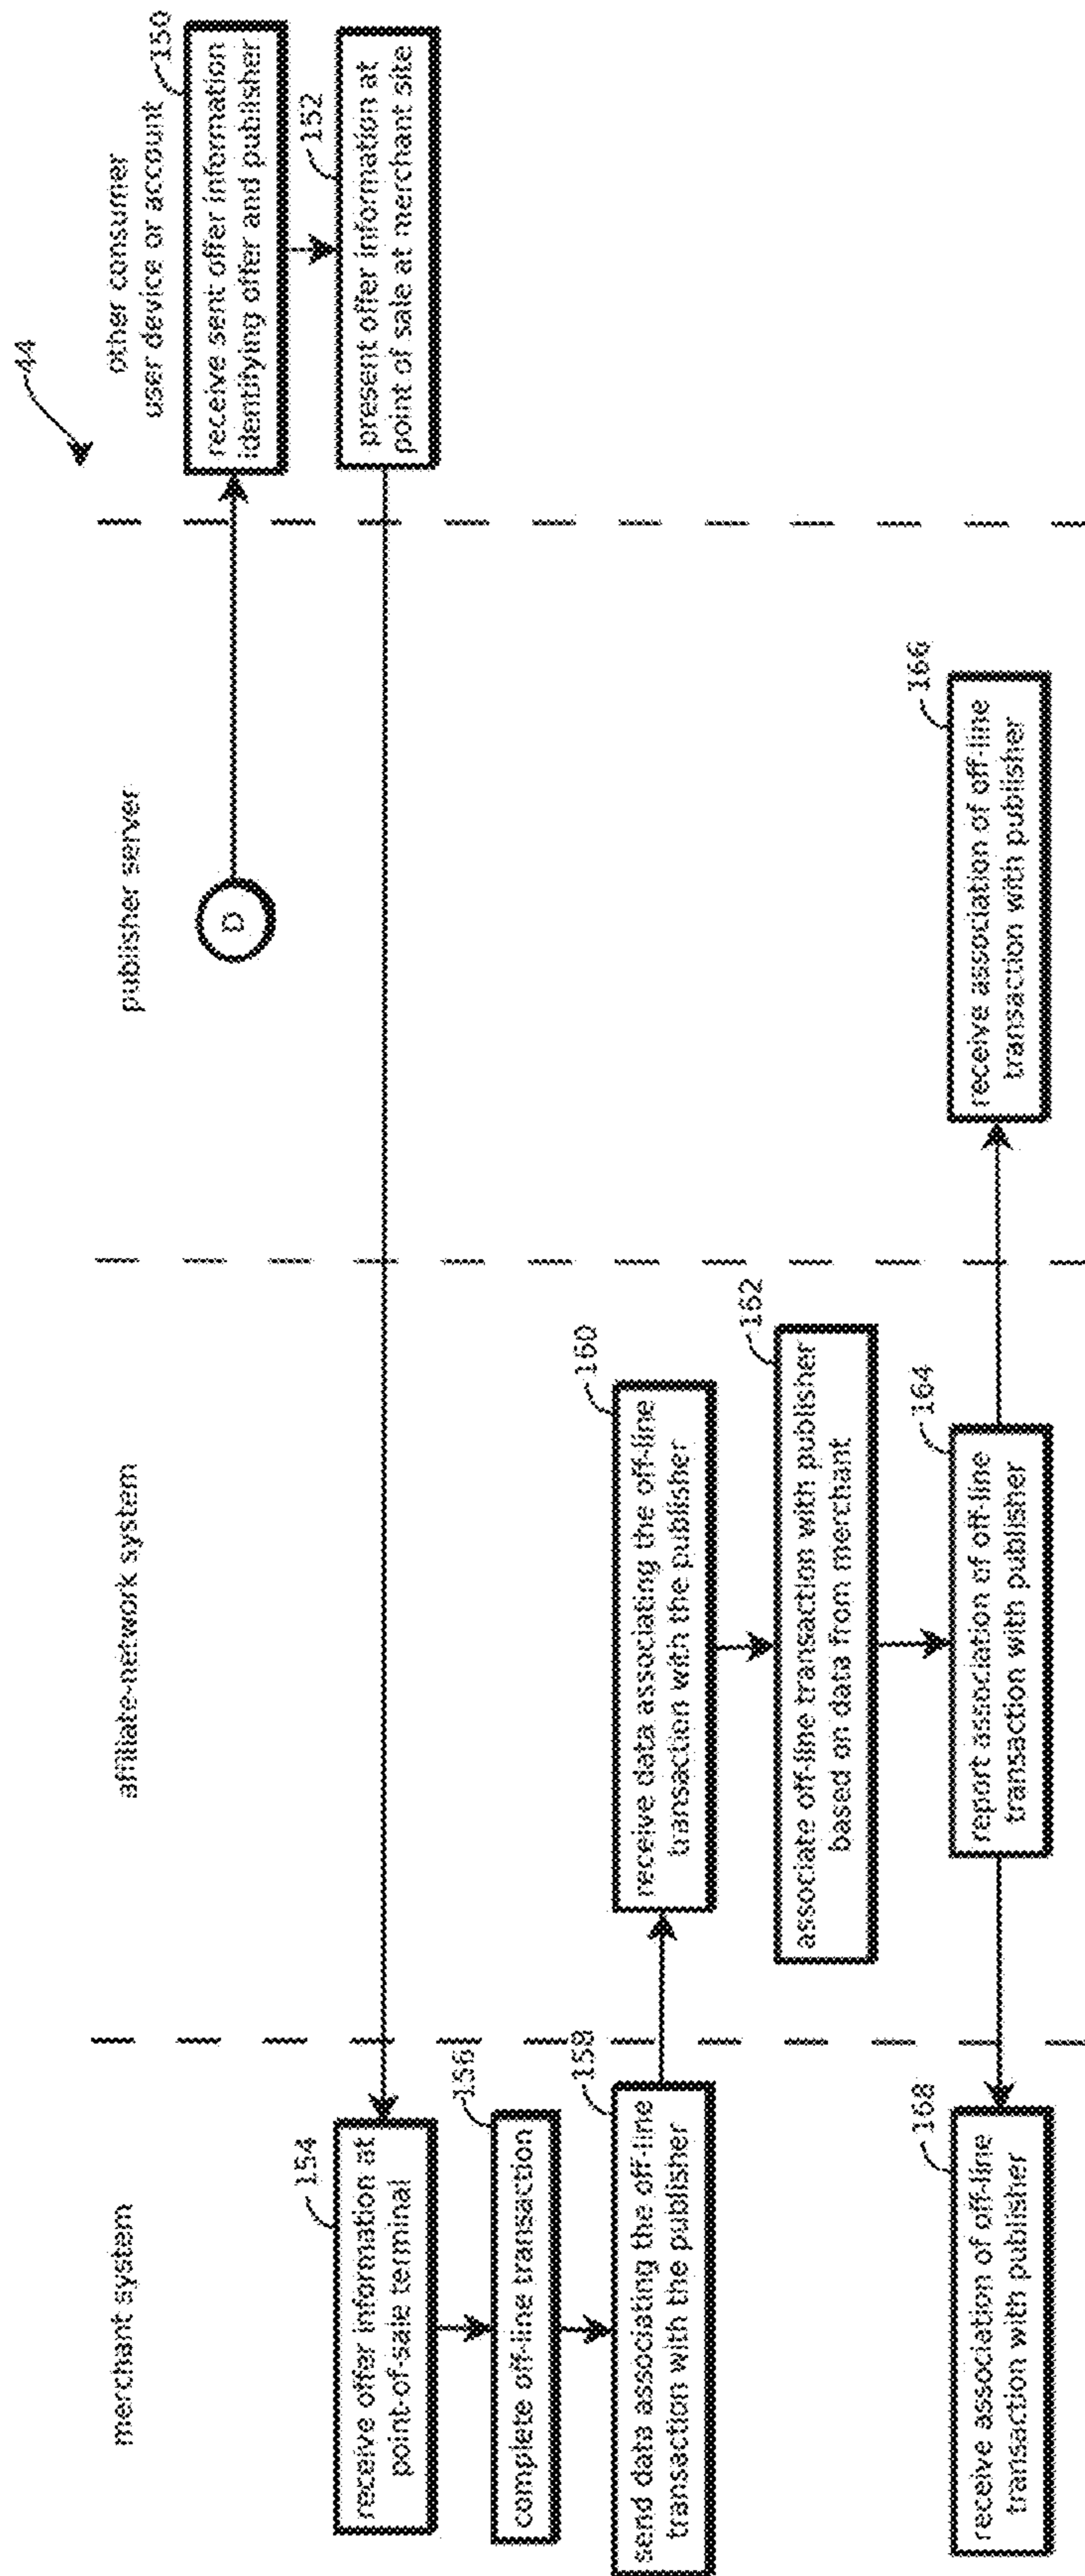 44
merchant system
affiliate-network system
publisher server
other consumer
user device or account
D
150
receive sent offer information
identifying offer and publisher
152
present offer information at
point of sale at merchant site
154
receive offer information at
point-of-sale terminal
156
complete off-line transaction
158
send data associating the off-line
transaction with the publisher
160
receive data associating the off-line
transaction with the publisher
162
associate off-line transaction with publisher
based on data from merchant
164
report association of off-line
transaction with publisher
166
receive association of off-line
transaction with publisher
168
receive association of off-line
transaction with publisher